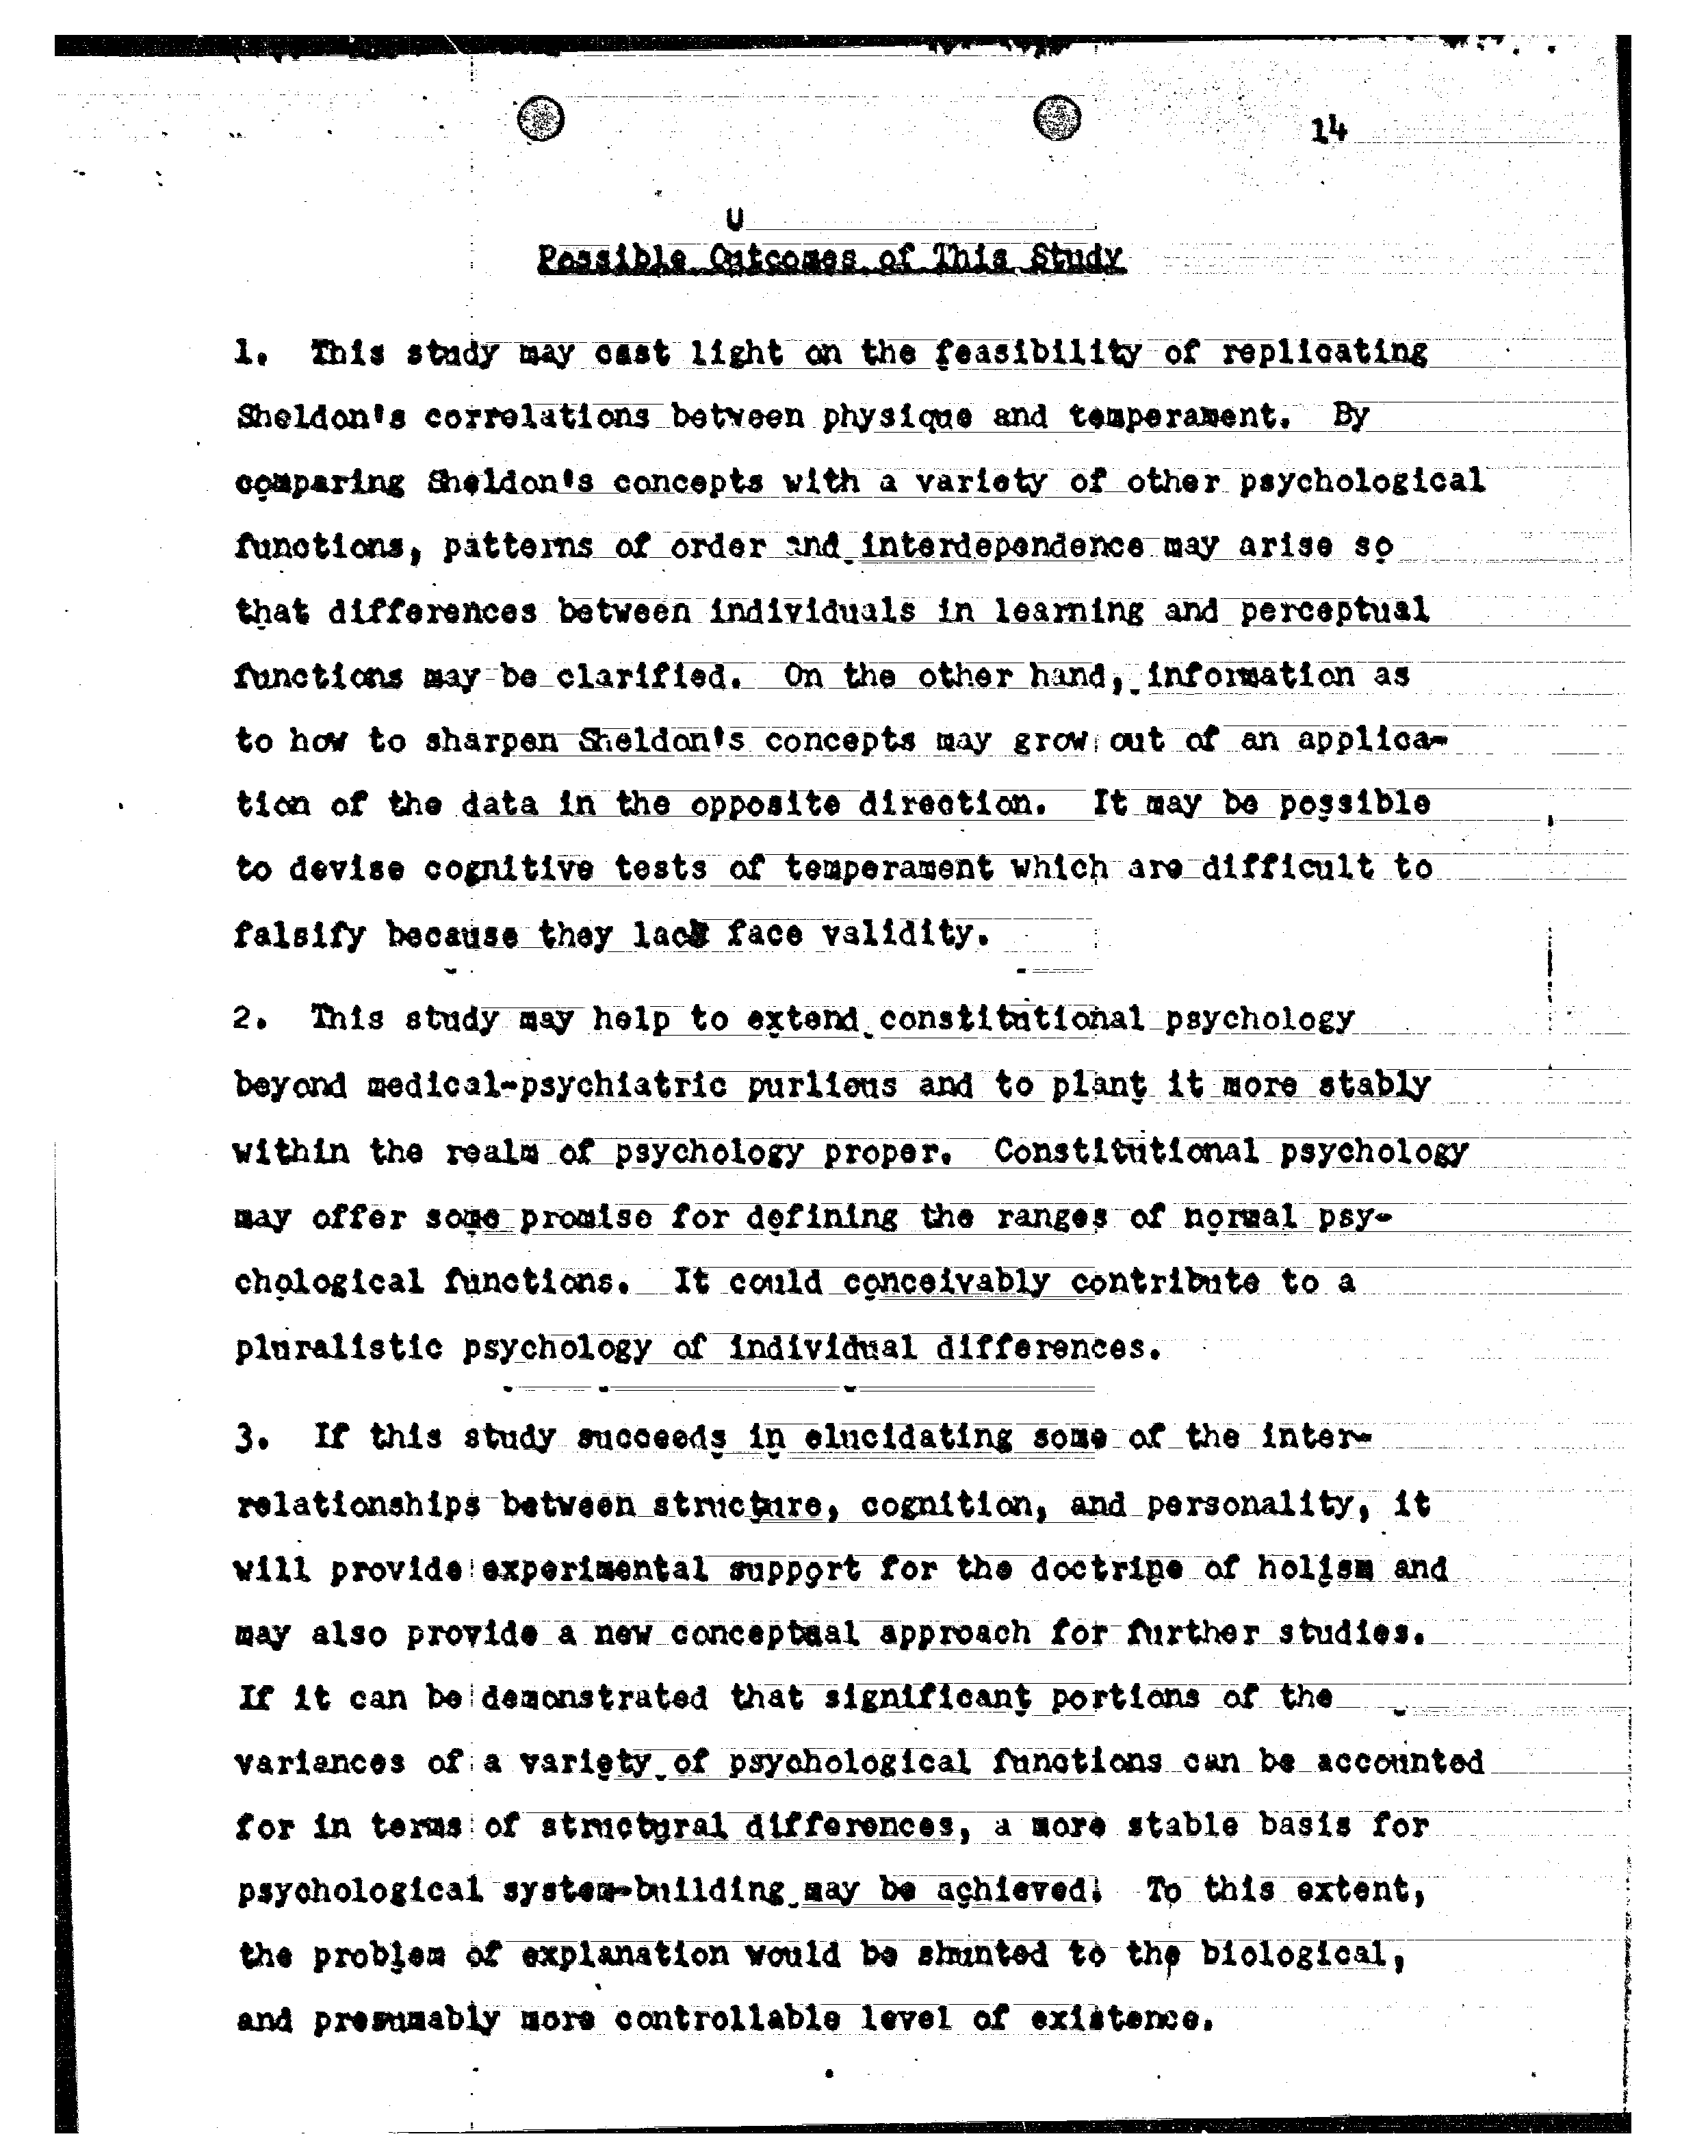 14
U
Possible Outcomes of This Study
1. This study may cast light on the feasibility of replicating
Sheldon's correlations between physique and temperament. By
comparing Sheldon's concepts with a variety of other psychological
functions, patterns of order and interdependence may arise so
that differences between individuals in learning and perceptual
functions may be clarified. On the other hand, information as
to how to sharpen Sheldon's concepts may grow out of an applica-
tion of the data in the opposite direction. It may be possible
to devise cognitive tests of temperament which are difficult to
falsify because they lack face validity.
2. This study may help to extend constitutional psychology
beyond medical-psychiatric purlieus and to plant it more stably
within the realm of psychology proper. Constitutional psychology
may offer some promise for defining the ranges of normal psy-
chological functions. It could conceivably contribute to a
pluralistic psychology of individual differences.
3. If this study succeeds in elucidating some of the inter-
relationships between structure, cognition, and personality, it
will provide experimental support for the doctrine of holism and
may also provide a new conceptual approach for further studies.
If it can be demonstrated that significant portions of the
variances of a variety of psychological functions can be accounted
for in terms of structural differences, a more stable basis for
psychological system-building may be achieved. To this extent,
the problem of explanation would be shunted to the biological,
and presumably more controllable level of existence.